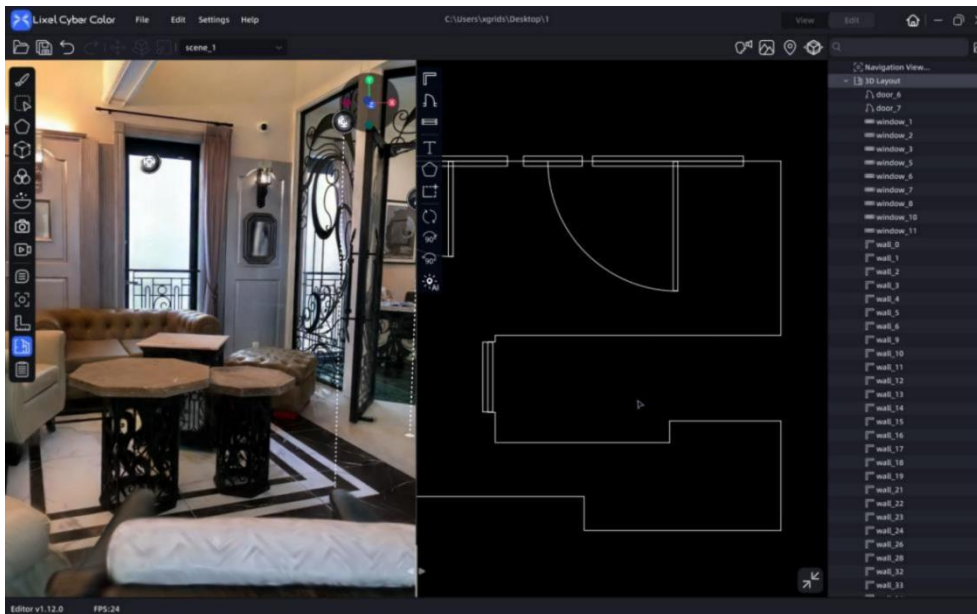 Lixel Cyber Color File Edit Settings Help C:\Users\xgrids\Desktop\1 View Edit
scene_1
Navigation View...
3D Layout
door_6
door_7
window_1
window_2
window_3
window_5
window_6
window_7
window_8
window_10
window_11
wall_0
wall_1
wall_2
wall_3
wall_4
wall_5
wall_6
wall_9
wall_10
wall_11
wall_12
wall_13
wall_14
wall_15
wall_16
wall_17
wall_18
wall_19
wall_21
wall_22
wall_23
wall_24
wall_26
wall_28
wall_32
wall_33
T
90°
90°
AI
Editor v1.12.0 FPS:24